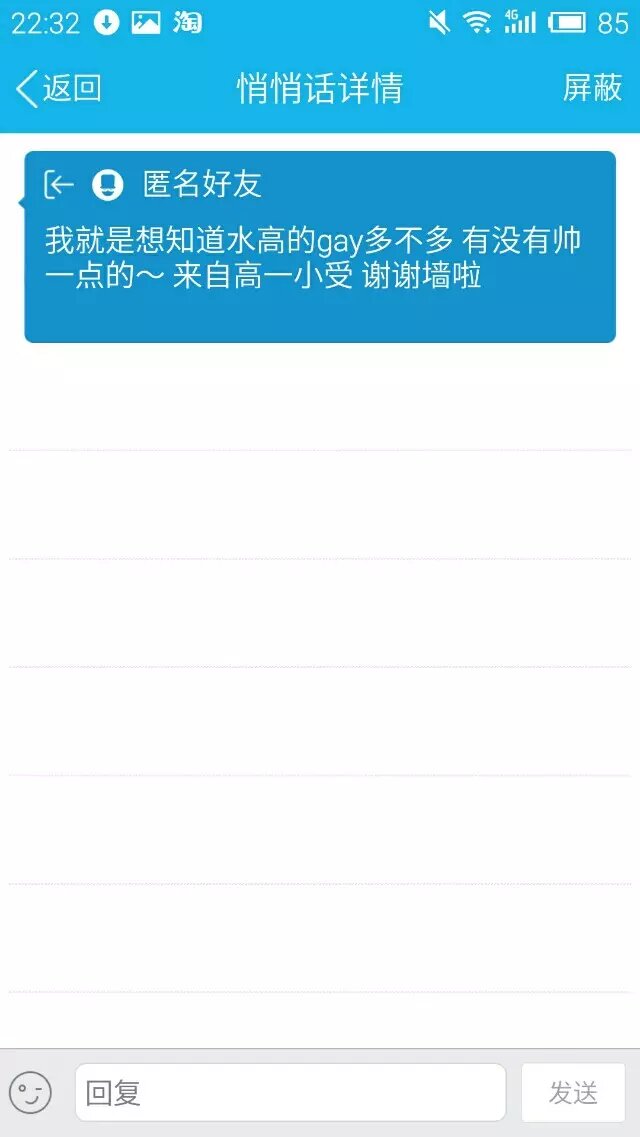 22:32 淘 4G 85
返回 悄悄话详情 屏蔽
匿名好友
我就是想知道水高的gay多不多 有没有帅
一点的～ 来自高一小受 谢谢墙啦
回复 发送